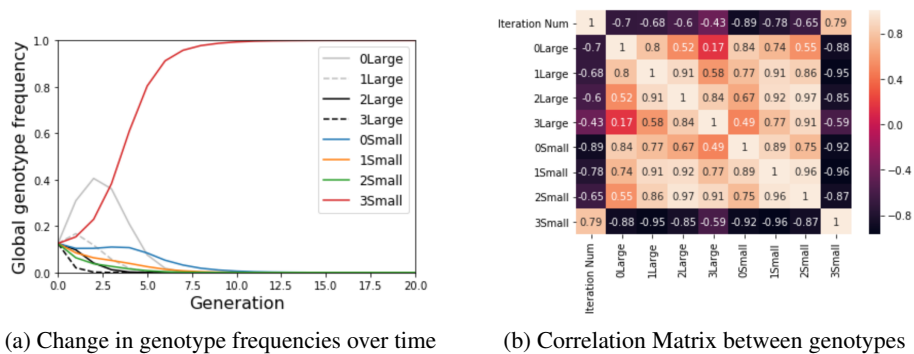 Global genotype frequency
1.0
0.8
0.6
0.4
0.2
0.0
0.0 2.5 5.0 7.5 10.0 12.5 15.0 17.5 20.0
Generation
0Large
1Large
2Large
3Large
0Small
1Small
2Small
3Small
(a) Change in genotype frequencies over time
Iteration Num 1 -0.7 -0.68 -0.6 -0.43 -0.89 -0.78 -0.65 0.79
0Large -0.7 1 0.8 0.52 0.17 0.84 0.74 0.55 -0.88
1Large -0.68 0.8 1 0.91 0.58 0.77 0.91 0.86 -0.95
2Large -0.6 0.52 0.91 1 0.84 0.67 0.92 0.97 -0.85
3Large -0.43 0.17 0.58 0.84 1 0.49 0.77 0.91 -0.59
0Small -0.89 0.84 0.77 0.67 0.49 1 0.89 0.75 -0.92
1Small -0.78 0.74 0.91 0.92 0.77 0.89 1 0.96 -0.96
2Small -0.65 0.55 0.86 0.97 0.91 0.75 0.96 1 -0.87
3Small 0.79 -0.88 -0.95 -0.85 -0.59 -0.92 -0.96 -0.87 1
Iteration Num 0Large 1Large 2Large 3Large 0Small 1Small 2Small 3Small
0.8
0.4
0.0
-0.4
-0.8
(b) Correlation Matrix between genotypes